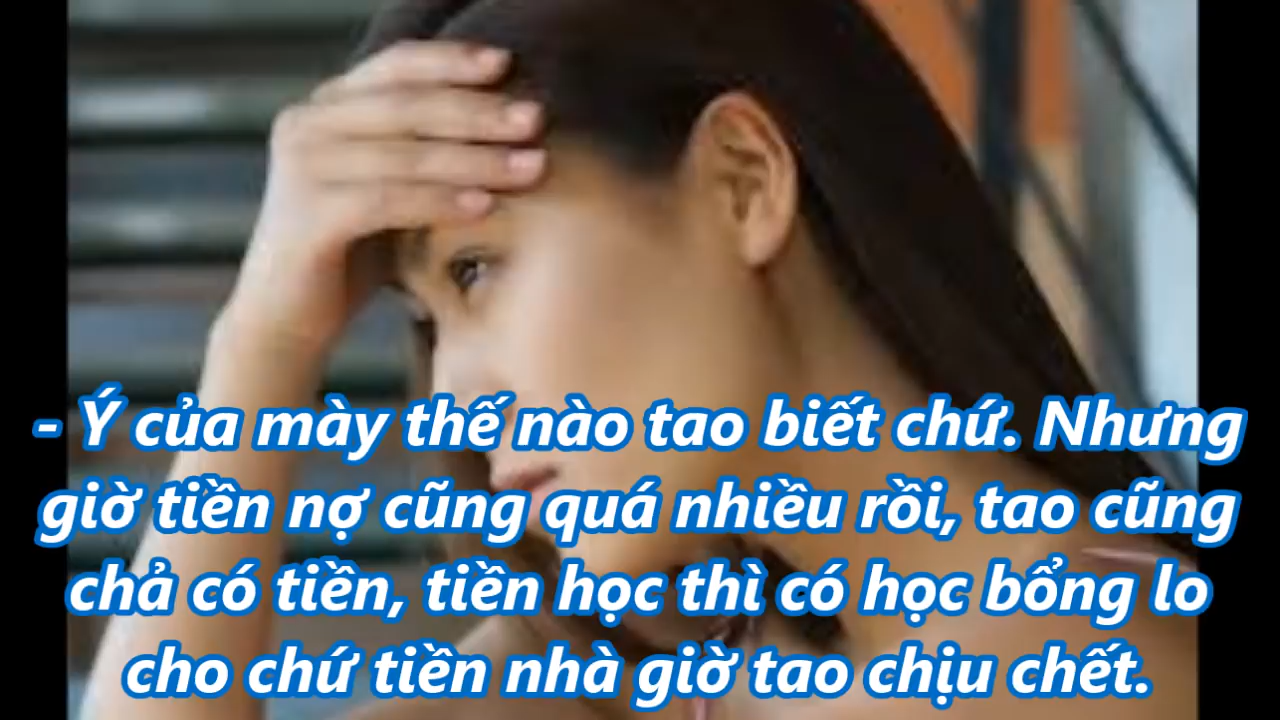 - Ý của mày thế nào tao biết chứ. Nhưng
giờ tiền nợ cũng quá nhiều rồi, tao cũng
chả có tiền, tiền học thì có học bổng lo
cho chứ tiền nhà giờ tao chịu chết.